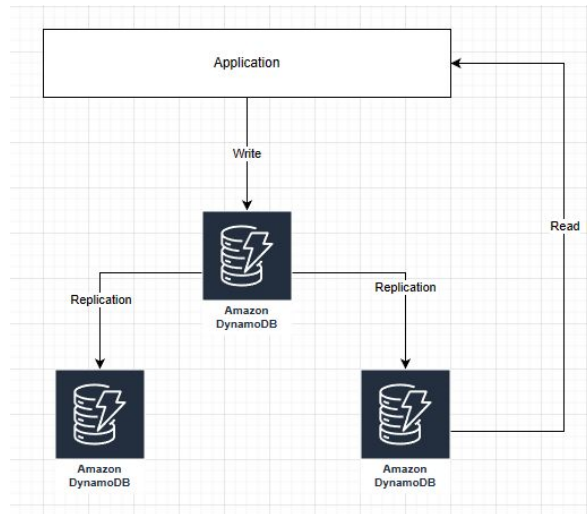 Application
Write
Read
Amazon
DynamoDB
Replication
Replication
Amazon
DynamoDB
Amazon
DynamoDB